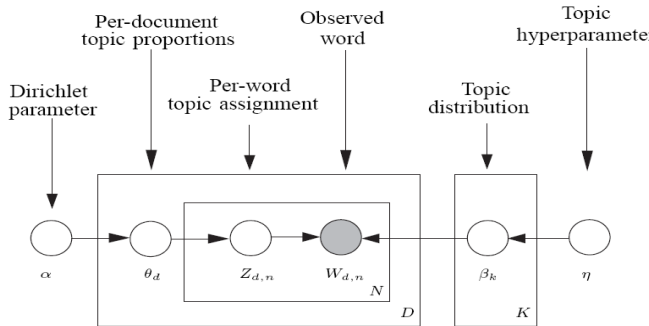 Per-document
topic proportions
Observed
word
Topic
hyperparameter
Dirichlet
parameter
Per-word
topic assignment
Topic
distribution
α
θd
Zd,n
Wd,n
N
D
βk
K
η